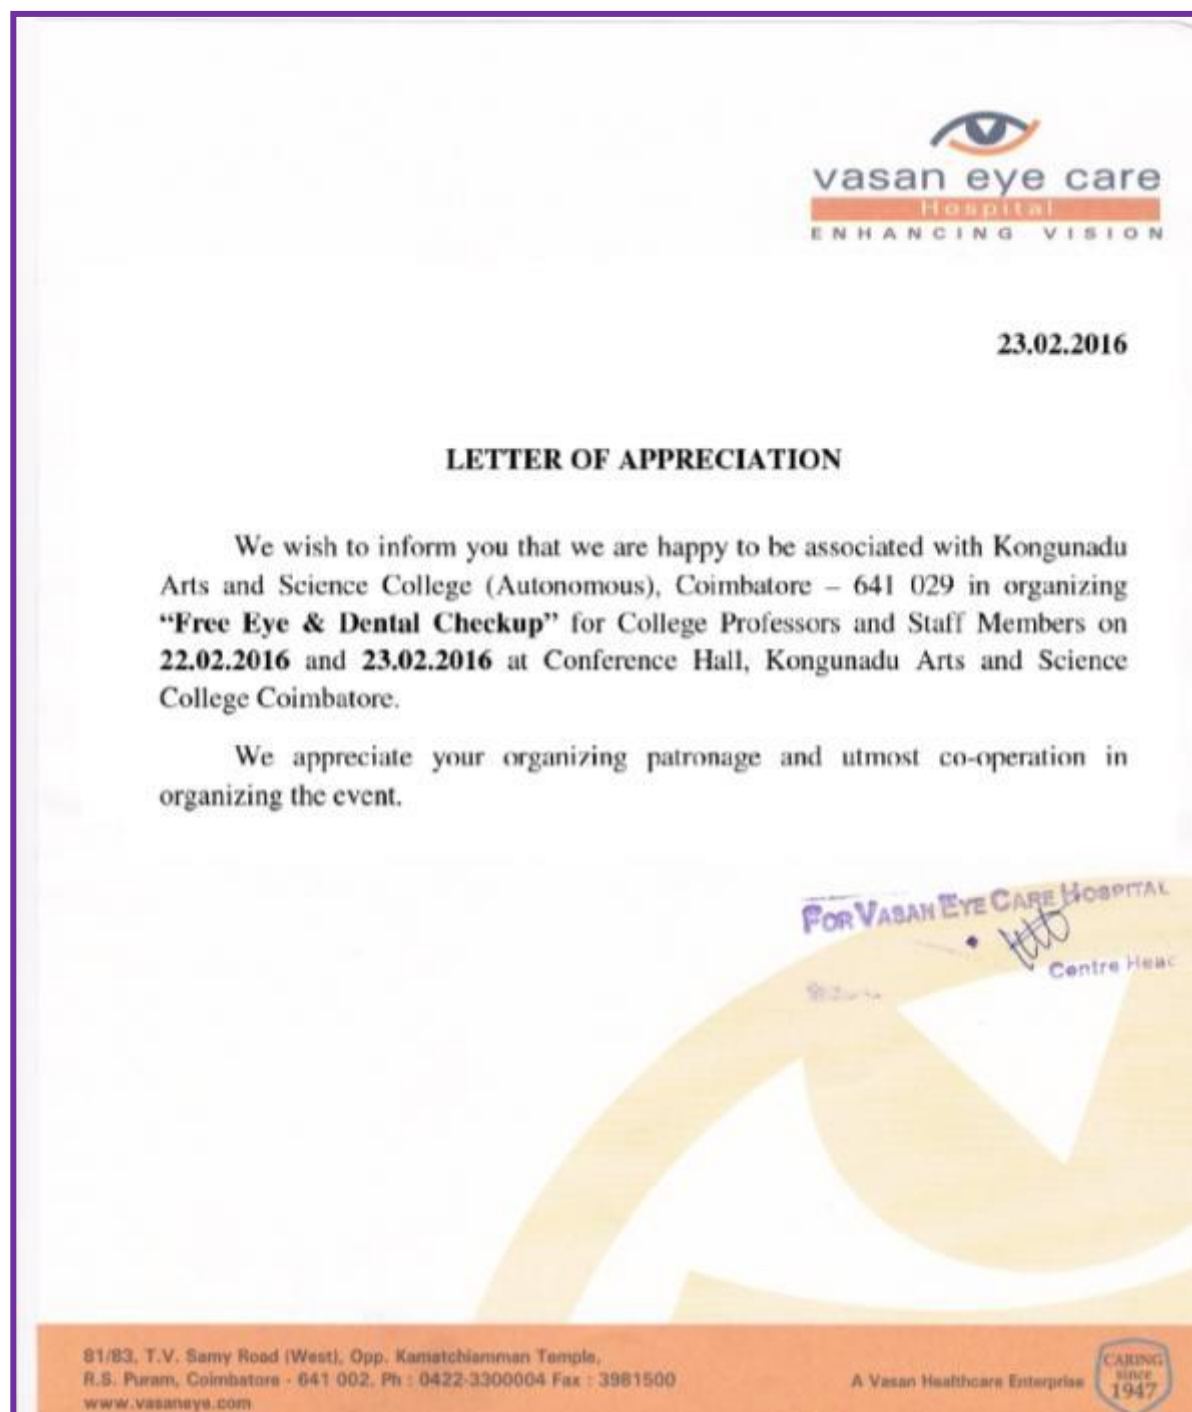 vasan eye care
Hospital
ENHANCING VISION
23.02.2016
LETTER OF APPRECIATION
We wish to inform you that we are happy to be associated with Kongunadu
Arts and Science College (Autonomous), Coimbatore – 641 029 in organizing
“Free Eye & Dental Checkup” for College Professors and Staff Members on
22.02.2016 and 23.02.2016 at Conference Hall, Kongunadu Arts and Science
College Coimbatore.
We appreciate your organizing patronage and utmost co-operation in
organizing the event.
FOR VASAN EYE CARE HOSPITAL
Centre Head
81/83, T.V. Samy Road (West), Opp. Kamatchiamman Temple,
R.S. Puram, Coimbatore - 641 002. Ph : 0422-3300004 Fax : 3981500
www.vasaneye.com
A Vasan Healthcare Enterprise
CARING
since
1947